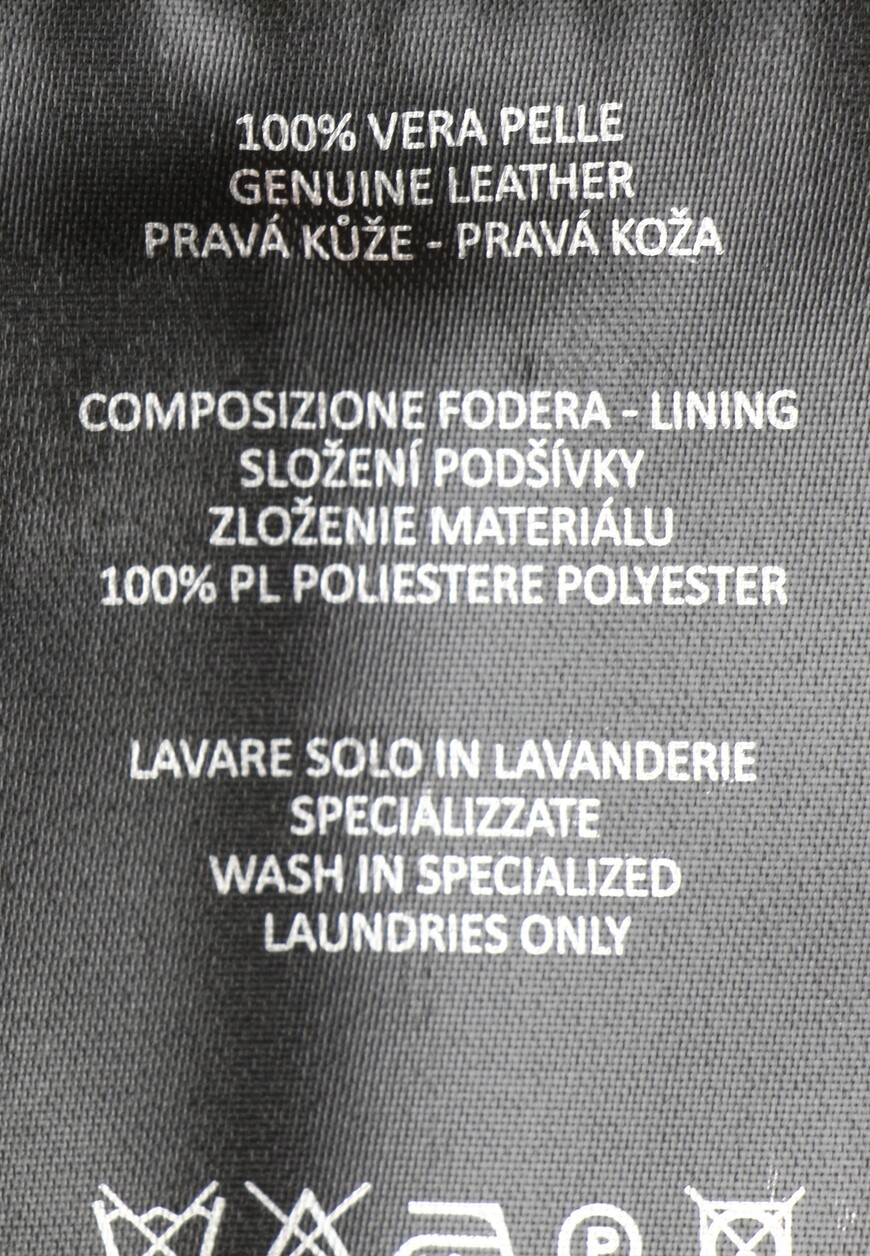 100% VERA PELLE
GENUINE LEATHER
PRAVÁ KŮŽE - PRAVÁ KOŽA
COMPOSIZIONE FODERA - LINING
SLOŽENÍ PODŠÍVKY
ZLOŽENIE MATERIÁLU
100% PL POLIESTERE POLYESTER
LAVARE SOLO IN LAVANDERIE
SPECIALIZZATE
WASH IN SPECIALIZED
LAUNDRIES ONLY
P